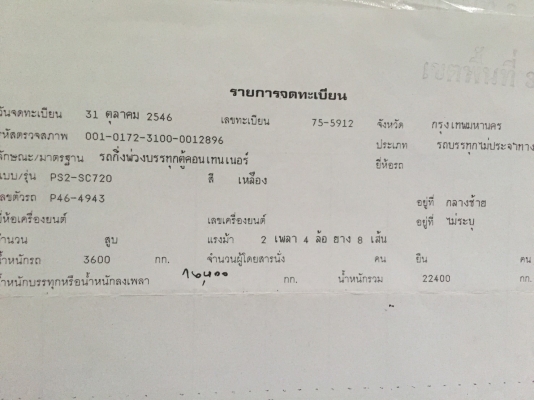 รายการจดทะเบียน
วันจดทะเบียน 31 ตุลาคม 2546 เลขทะเบียน 75-5912 จังหวัด กรุงเทพมหานคร
รหัสตรวจสภาพ 001-0172-3100-0012896 ประเภท รถบรรทุกไม่ประจำทาง
ลักษณะ/มาตรฐาน รถกึ่งพ่วงบรรทุกตู้คอนเทนเนอร์ ยี่ห้อรถ
แบบ/รุ่น PS2-SC720 สี เหลือง
เลขตัวรถ P46-4943 อยู่ที่ กลางซ้าย
ยี่ห้อเครื่องยนต์ เลขเครื่องยนต์ อยู่ที่ ไม่ระบุ
จำนวน สูบ แรงม้า 2 เพลา 4 ล้อ ยาง 8 เส้น
น้ำหนักรถ 3600 กก. จำนวนผู้โดยสารนั่ง คน ยืน คน
น้ำหนักบรรทุกหรือน้ำหนักลงเพลา กก. น้ำหนักรวม 22400 กก.